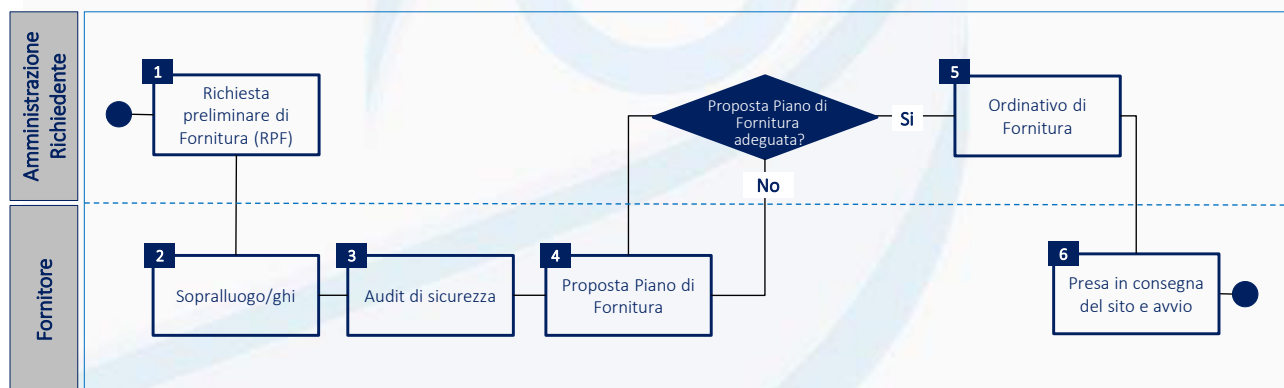 Amministrazione
Richiedente
1
Richiesta
preliminare di
Fornitura (RPF)
Proposta Piano di
Fornitura
adeguata?
Si
No
5
Ordinativo di
Fornitura
Fornitore
2
Sopralluogo/ghi
3
Audit di sicurezza
4
Proposta Piano di
Fornitura
6
Presa in consegna
del sito e avvio